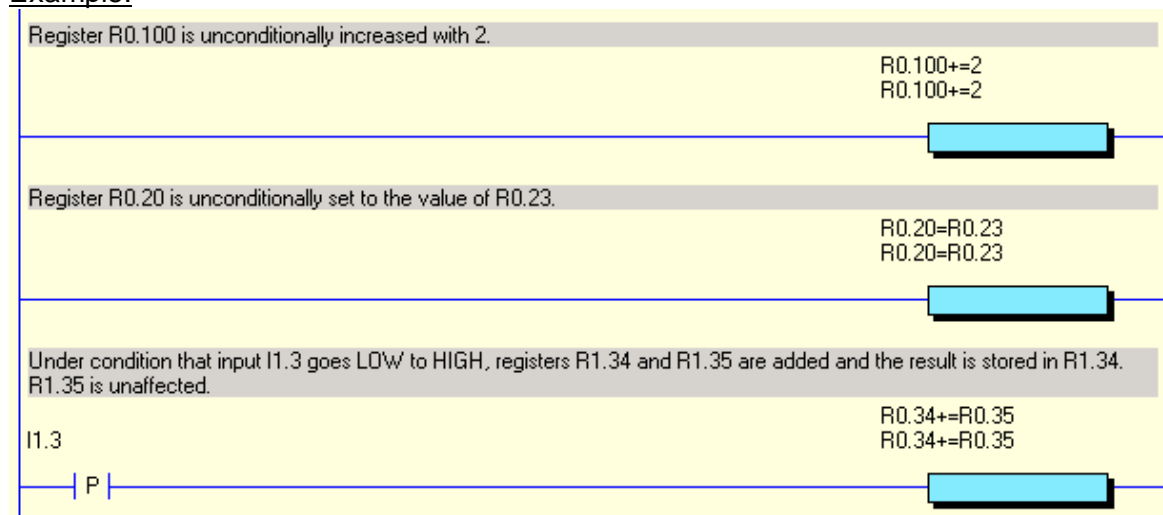 Example:
Register R0.100 is unconditionally increased with 2.
R0.100+=2
R0.100+=2
Register R0.20 is unconditionally set to the value of R0.23.
R0.20=R0.23
R0.20=R0.23
Under condition that input I1.3 goes LOW to HIGH, registers R1.34 and R1.35 are added and the result is stored in R1.34.
R1.35 is unaffected.
R0.34+=R0.35
I1.3 R0.34+=R0.35
P